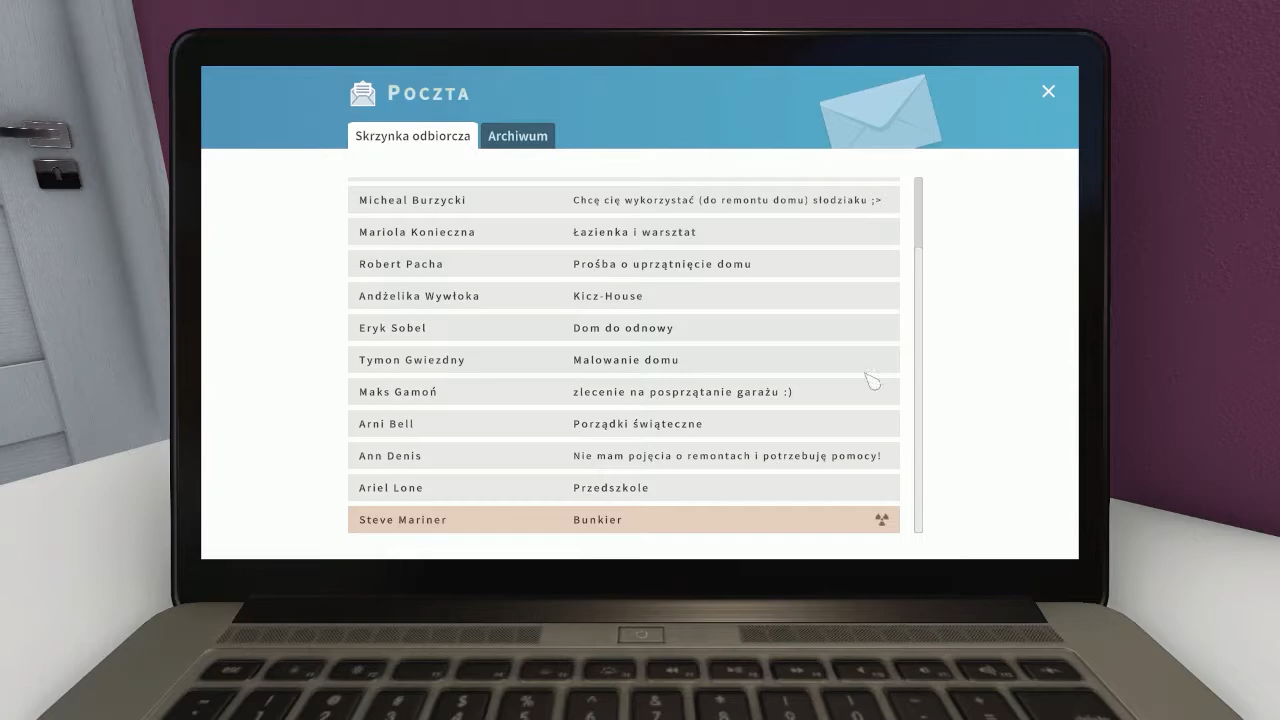 Poczta
Skrzynka odbiorcza Archiwum
Micheal Burzycki Chcę cię wykorzystać (do remontu domu) słodziaku ;>
Mariola Konieczna Łazienka i warsztat
Robert Pacha Prośba o uprzątnięcie domu
Andżelika Wywłoka Kicz-House
Eryk Sobel Dom do odnowy
Tymon Gwiezdny Malowanie domu
Maks Gamoń zlecenie na posprzątanie garażu :)
Arni Bell Porządki świąteczne
Ann Denis Nie mam pojęcia o remontach i potrzebuję pomocy!
Ariel Lone Przedszkole
Steve Mariner Bunkier